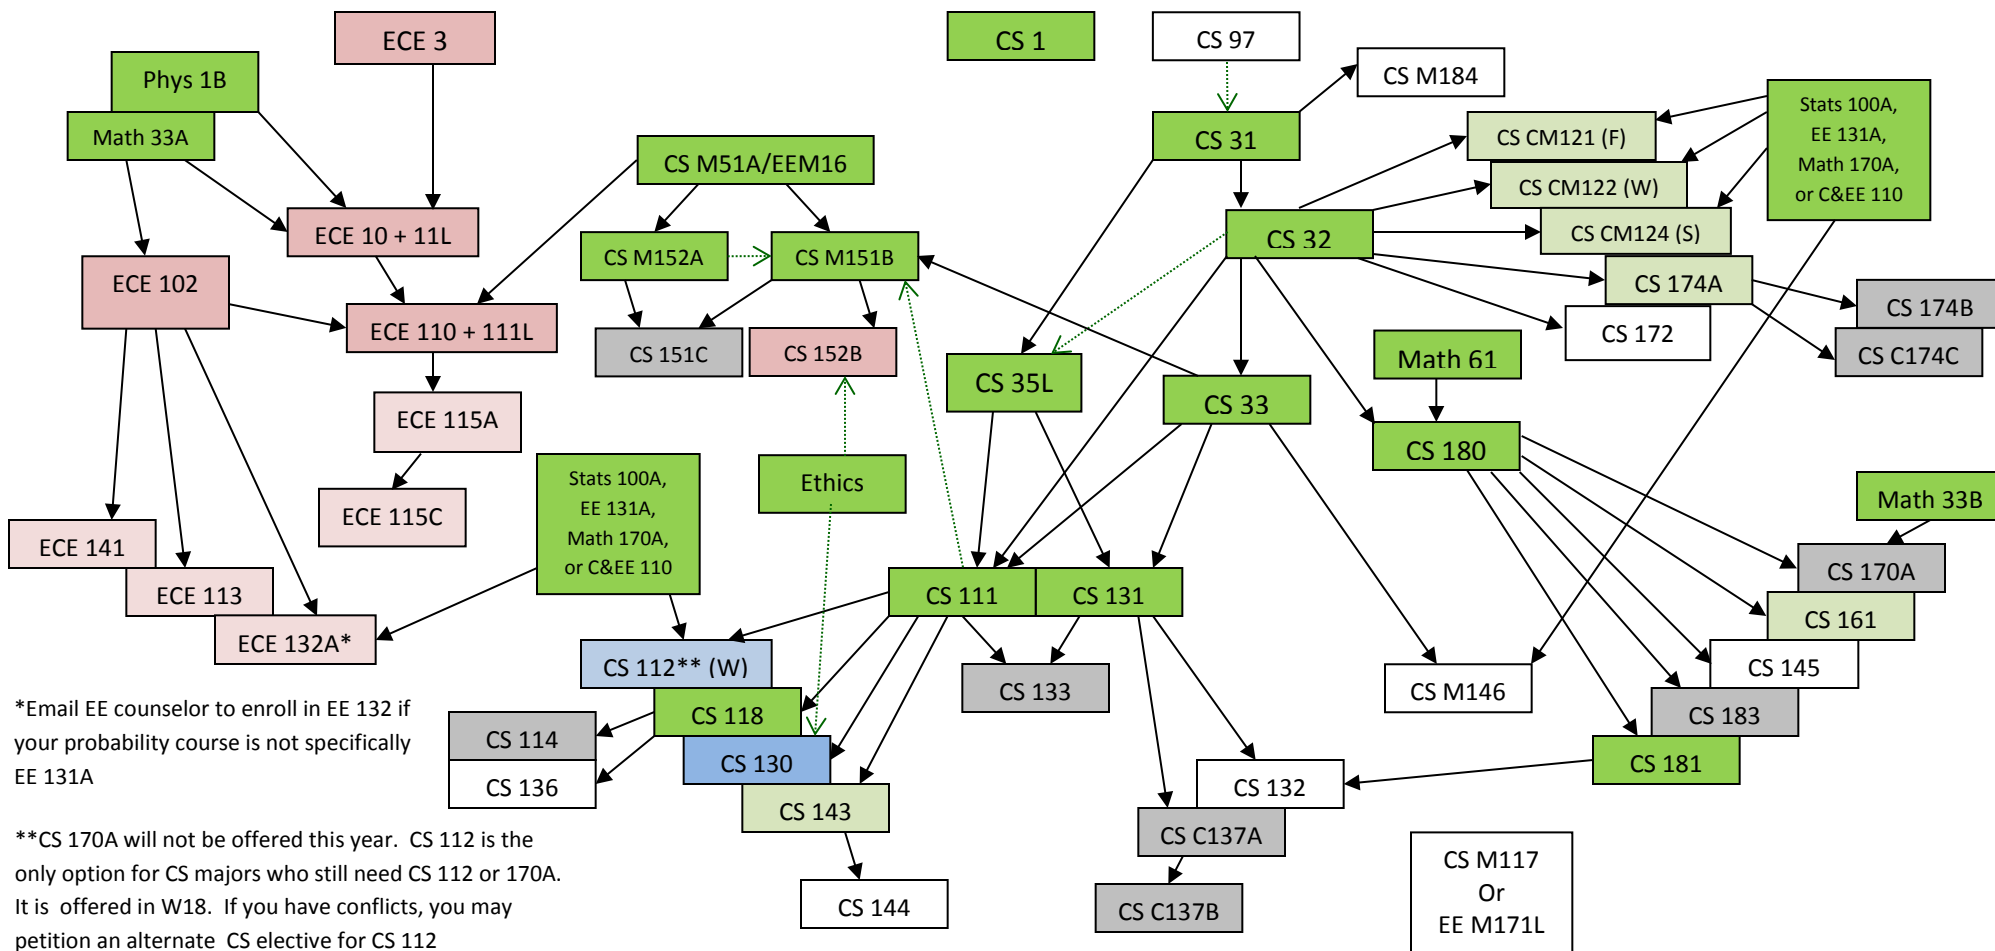 ECE 3
CS 1
CS 97
Phys 1B
CS M184
Math 33A
CS M51A/EEM16
CS 31
CS CM121 (F)
Stats 100A,
EE 131A,
Math 170A,
or C&EE 110
CS CM122 (W)
ECE 10 + 11L
CS M152A
CS M151B
CS 32
CS CM124 (S)
ECE 102
CS 174A
CS 174B
ECE 110 + 111L
CS 151C
CS 152B
CS 172
CS C174C
Math 61
CS 35L
CS 33
ECE 115A
CS 180
Stats 100A,
EE 131A,
Math 170A,
or C&EE 110
Ethics
Math 33B
ECE 115C
ECE 141
CS 170A
ECE 113
CS 111
CS 131
CS 161
ECE 132A*
CS 112** (W)
CS 145
CS 133
CS M146
*Email EE counselor to enroll in EE 132 if
your probability course is not specifically
EE 131A
CS 118
CS 183
CS 114
CS 130
CS 181
CS 136
CS 132
CS 143
CS C137A
**CS 170A will not be offered this year.  CS 112 is the
only option for CS majors who still need CS 112 or 170A.
It is  offered in W18.  If you have conflicts, you may
petition an alternate  CS elective for CS 112
CS 144
CS C137B
CS M117
Or
EE M171L